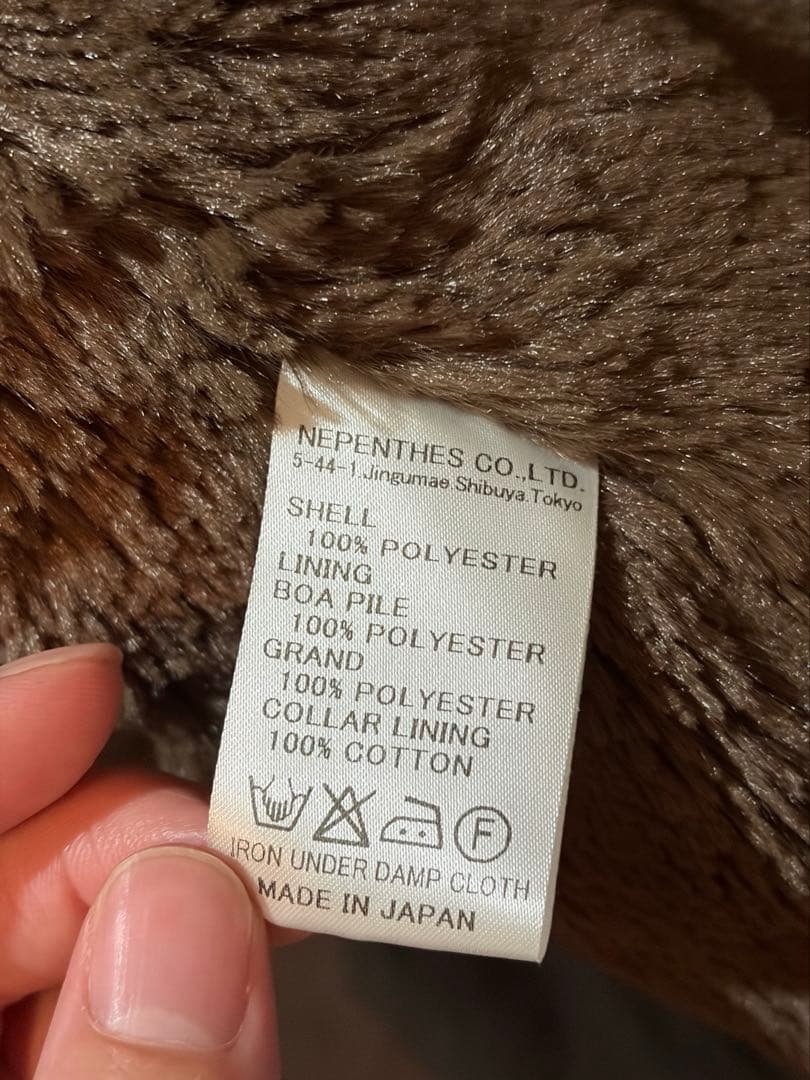 NEPENTHES CO.,LTD.
5-44-1.Jingumae.Shibuya.Tokyo
SHELL
100% POLYESTER
LINING
BOA PILE
100% POLYESTER
GRAND
100% POLYESTER
COLLAR LINING
100% COTTON
F
IRON UNDER DAMP CLOTH
MADE IN JAPAN